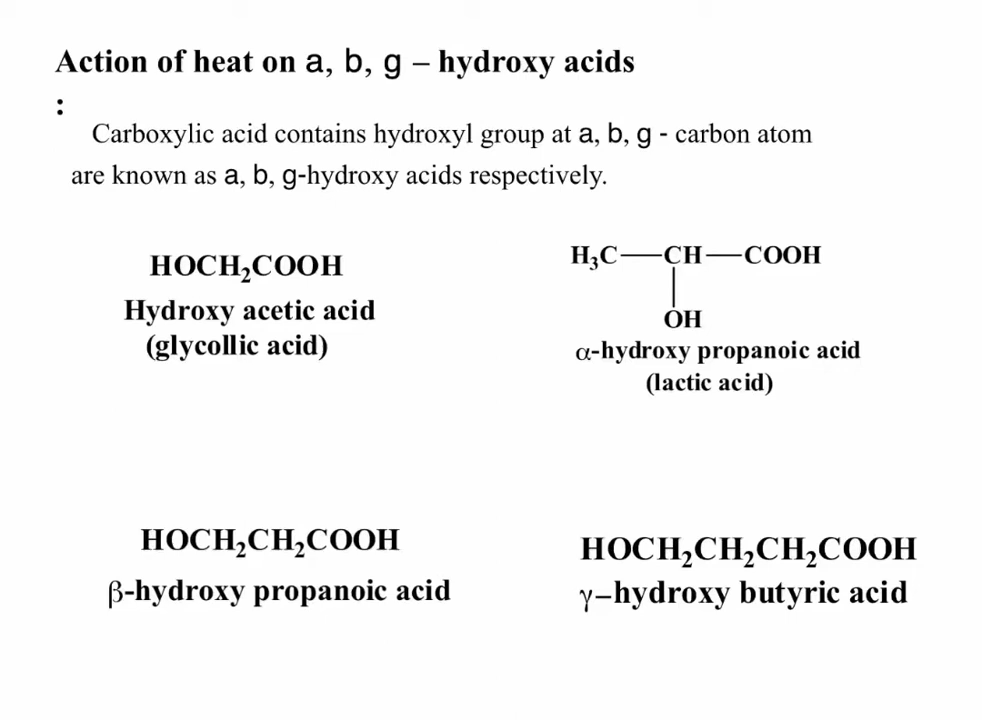 Action of heat on a, b, g – hydroxy acids
:
Carboxylic acid contains hydroxyl group at a, b, g - carbon atom
are known as a, b, g-hydroxy acids respectively.
HOCH₂COOH
Hydroxy acetic acid
(glycollic acid)
H₃C—CH—COOH
OH
α-hydroxy propanoic acid
(lactic acid)
HOCH₂CH₂COOH
β-hydroxy propanoic acid
HOCH₂CH₂CH₂COOH
γ–hydroxy butyric acid